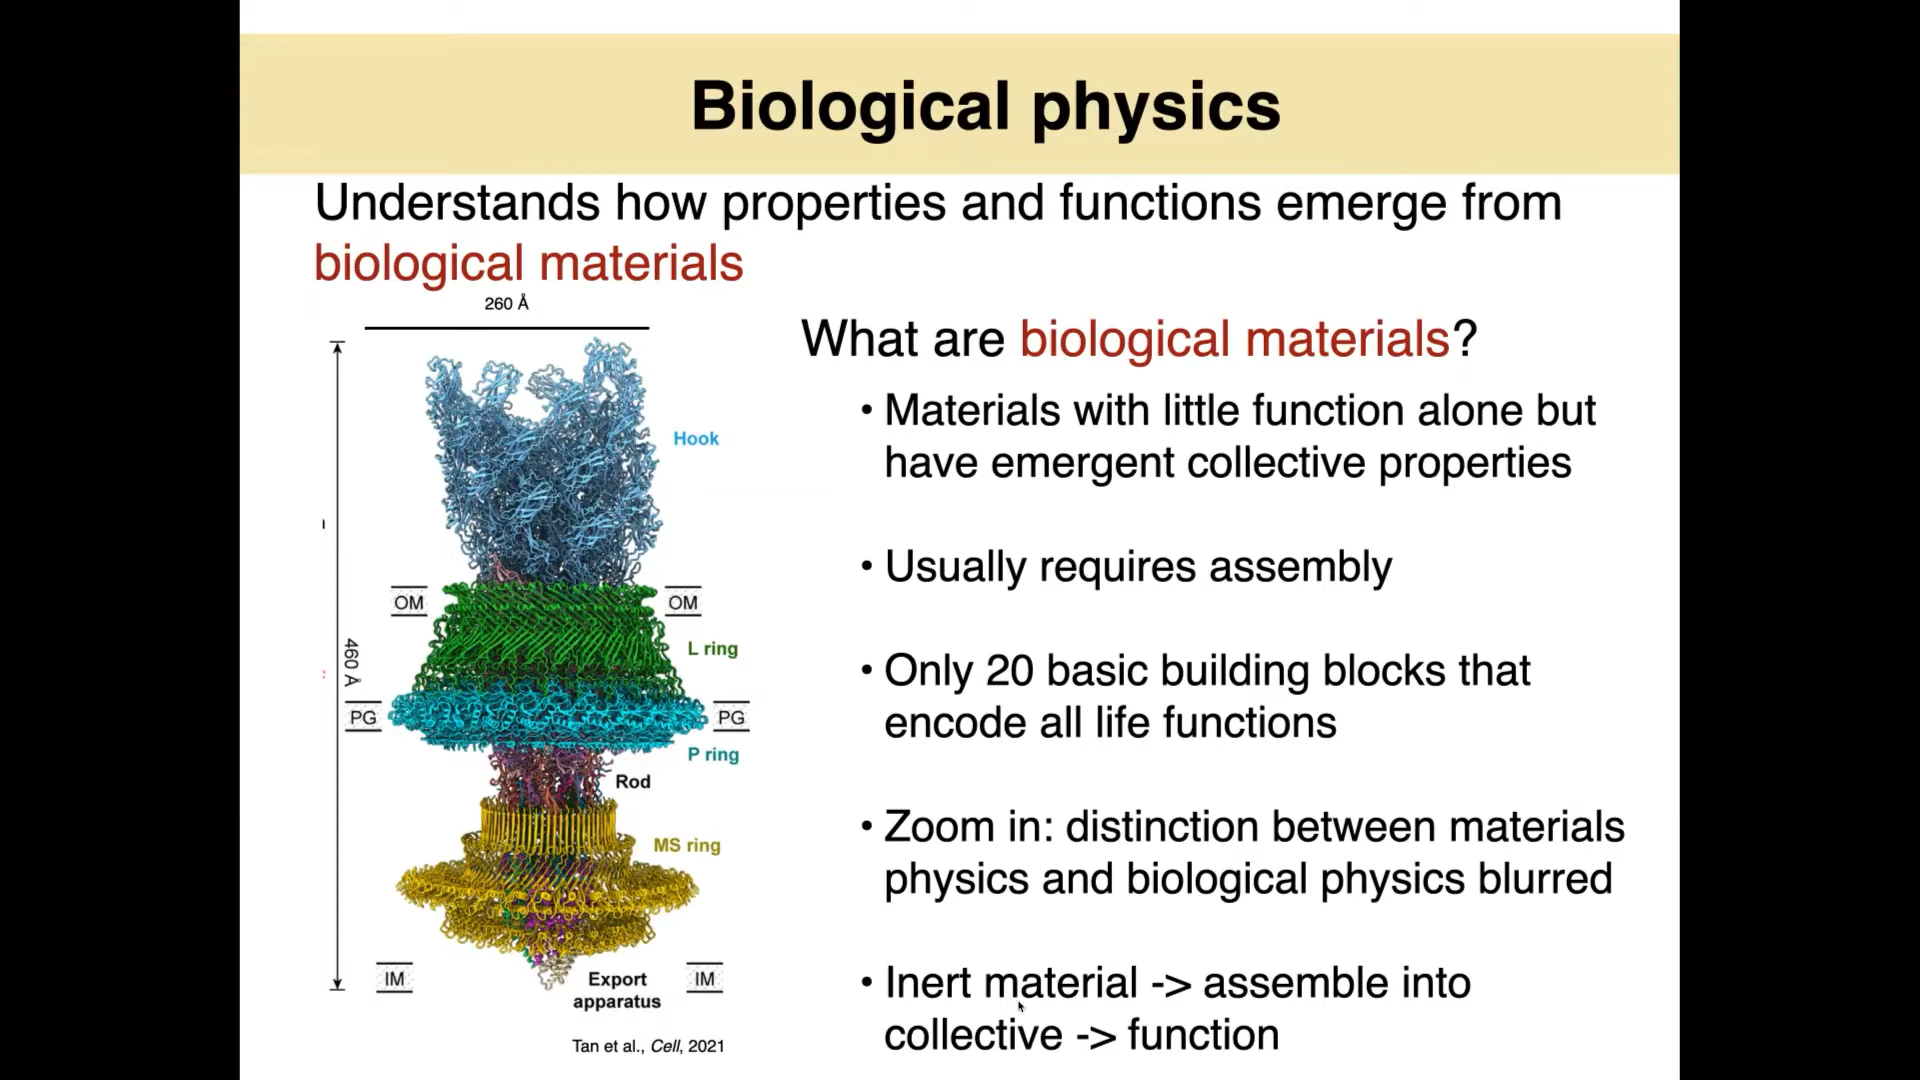 Biological physics
Understands how properties and functions emerge from
biological materials
260 Å
What are biological materials?
• Materials with little function alone but
have emergent collective properties
Hook
• Usually requires assembly
OM
OM
L ring
460 Å
• Only 20 basic building blocks that
encode all life functions
PG
PG
P ring
Rod
• Zoom in: distinction between materials
physics and biological physics blurred
MS ring
IM
IM
Export
apparatus
• Inert material -> assemble into
collective -> function
Tan et al., Cell, 2021